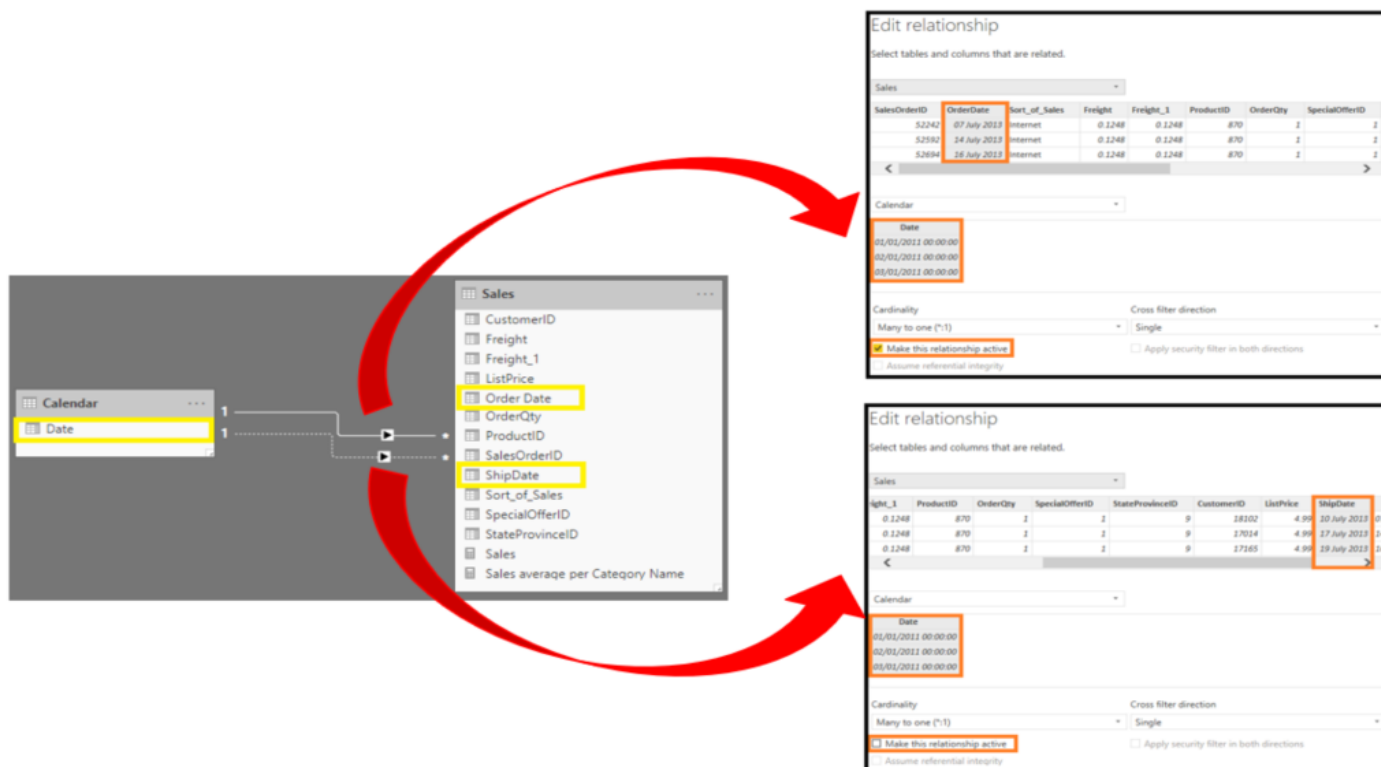 Edit relationship
Select tables and columns that are related.
Sales
SalesOrderID OrderDate Sort_of_Sales Freight Freight_1 ProductID OrderQty SpecialOfferID
52242 07 July 2013 Internet 0.1248 0.1248 870 1 1
52592 14 July 2013 Internet 0.1248 0.1248 870 1 1
52694 16 July 2013 Internet 0.1248 0.1248 870 1 1
Calendar
Date
01/01/2011 00:00:00
02/01/2011 00:00:00
03/01/2011 00:00:00
Cardinality Cross filter direction
Many to one (*:1) Single
Make this relationship active Apply security filter in both directions
Assume referential integrity
Calendar ...
Date
1
1
*
*
Sales ...
CustomerID
Freight
Freight_1
ListPrice
Order Date
OrderQty
ProductID
SalesOrderID
ShipDate
Sort_of_Sales
SpecialOfferID
StateProvinceID
Sales
Sales average per Category Name
Edit relationship
Select tables and columns that are related.
Sales
ight_1 ProductID OrderQty SpecialOfferID StateProvinceID CustomerID ListPrice ShipDate
0.1248 870 1 1 9 18102 4.99 10 July 2013
0.1248 870 1 1 9 17014 4.99 17 July 2013
0.1248 870 1 1 9 17165 4.99 19 July 2013
Calendar
Date
01/01/2011 00:00:00
02/01/2011 00:00:00
03/01/2011 00:00:00
Cardinality Cross filter direction
Many to one (*:1) Single
Make this relationship active Apply security filter in both directions
Assume referential integrity